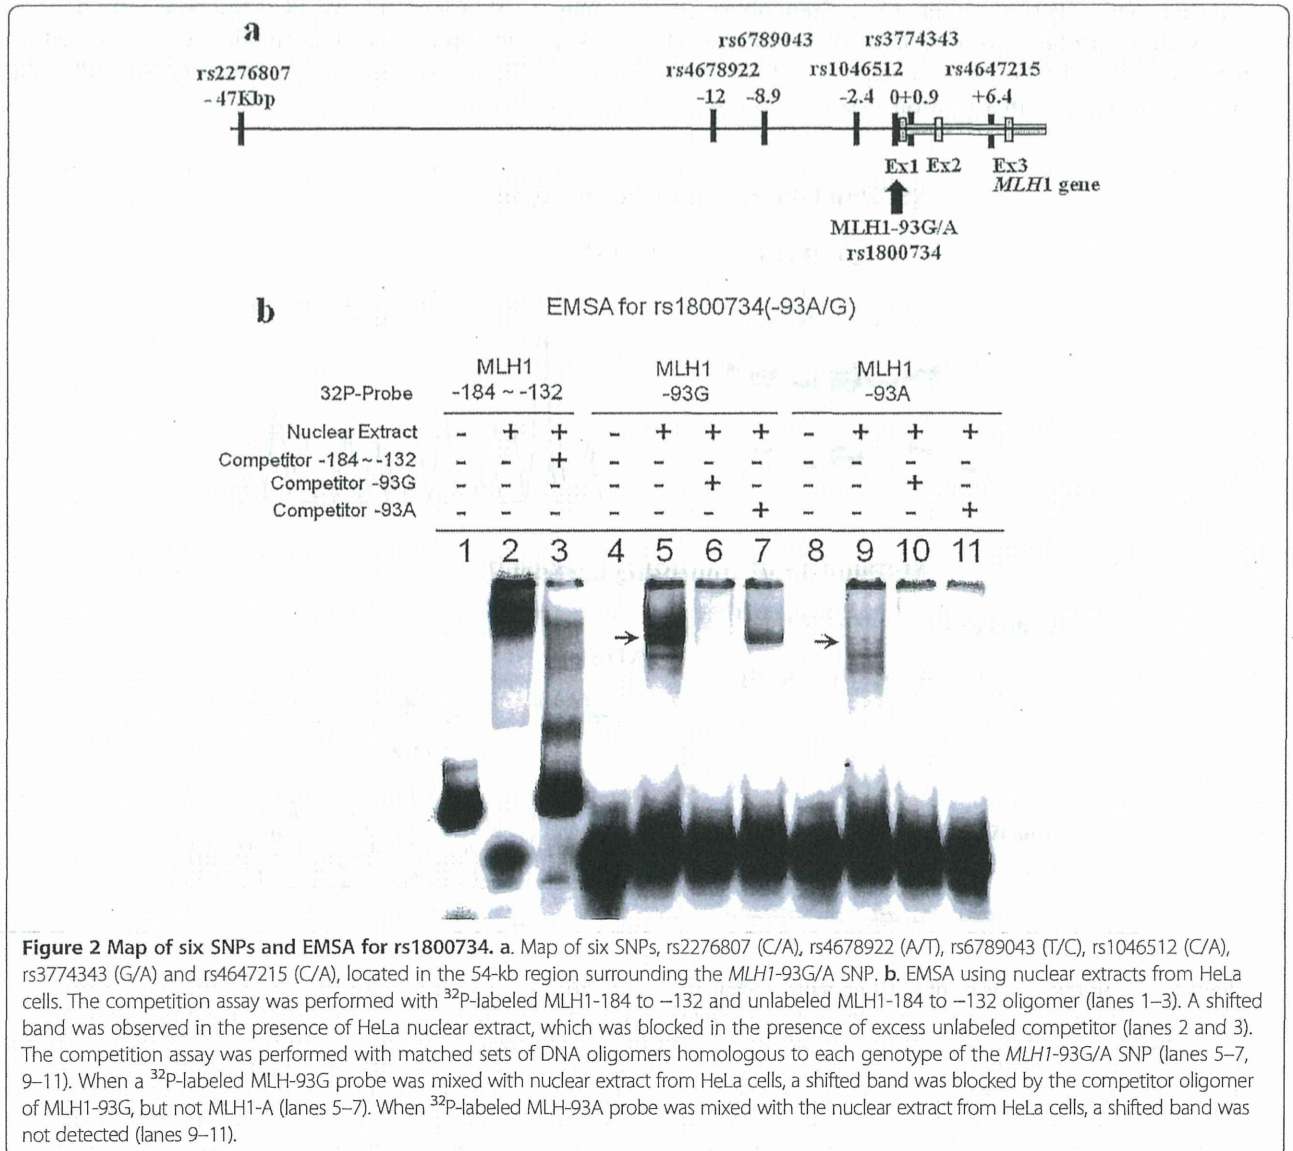 a
rs6789043 rs3774343
rs2276807 rs4678922 rs1046512 rs4647215
-47Kbp -12 -8.9 -2.4 0+0.9 +6.4
Ex1 Ex2 Ex3
MLH1 gene
MLH1-93G/A
rs1800734
b EMSA for rs1800734(-93A/G)
MLH1 MLH1 MLH1
32P-Probe -184 ~ -132 -93G -93A
Nuclear Extract - + + - + + + - + + +
Competitor -184~-132 - - + - - - - - - - -
Competitor -93G - - - - - + - - - + -
Competitor -93A - - - - - - + - - - +
1 2 3 4 5 6 7 8 9 10 11
Figure 2 Map of six SNPs and EMSA for rs1800734. a. Map of six SNPs, rs2276807 (C/A), rs4678922 (A/T), rs6789043 (T/C), rs1046512 (C/A),
rs3774343 (G/A) and rs4647215 (C/A), located in the 54-kb region surrounding the MLH1-93G/A SNP. b. EMSA using nuclear extracts from HeLa
cells. The competition assay was performed with ³²P-labeled MLH1-184 to −132 and unlabeled MLH1-184 to −132 oligomer (lanes 1–3). A shifted
band was observed in the presence of HeLa nuclear extract, which was blocked in the presence of excess unlabeled competitor (lanes 2 and 3).
The competition assay was performed with matched sets of DNA oligomers homologous to each genotype of the MLH1-93G/A SNP (lanes 5–7,
9–11). When a ³²P-labeled MLH-93G probe was mixed with nuclear extract from HeLa cells, a shifted band was blocked by the competitor oligomer
of MLH1-93G, but not MLH1-A (lanes 5–7). When ³²P-labeled MLH-93A probe was mixed with the nuclear extract from HeLa cells, a shifted band was
not detected (lanes 9–11).